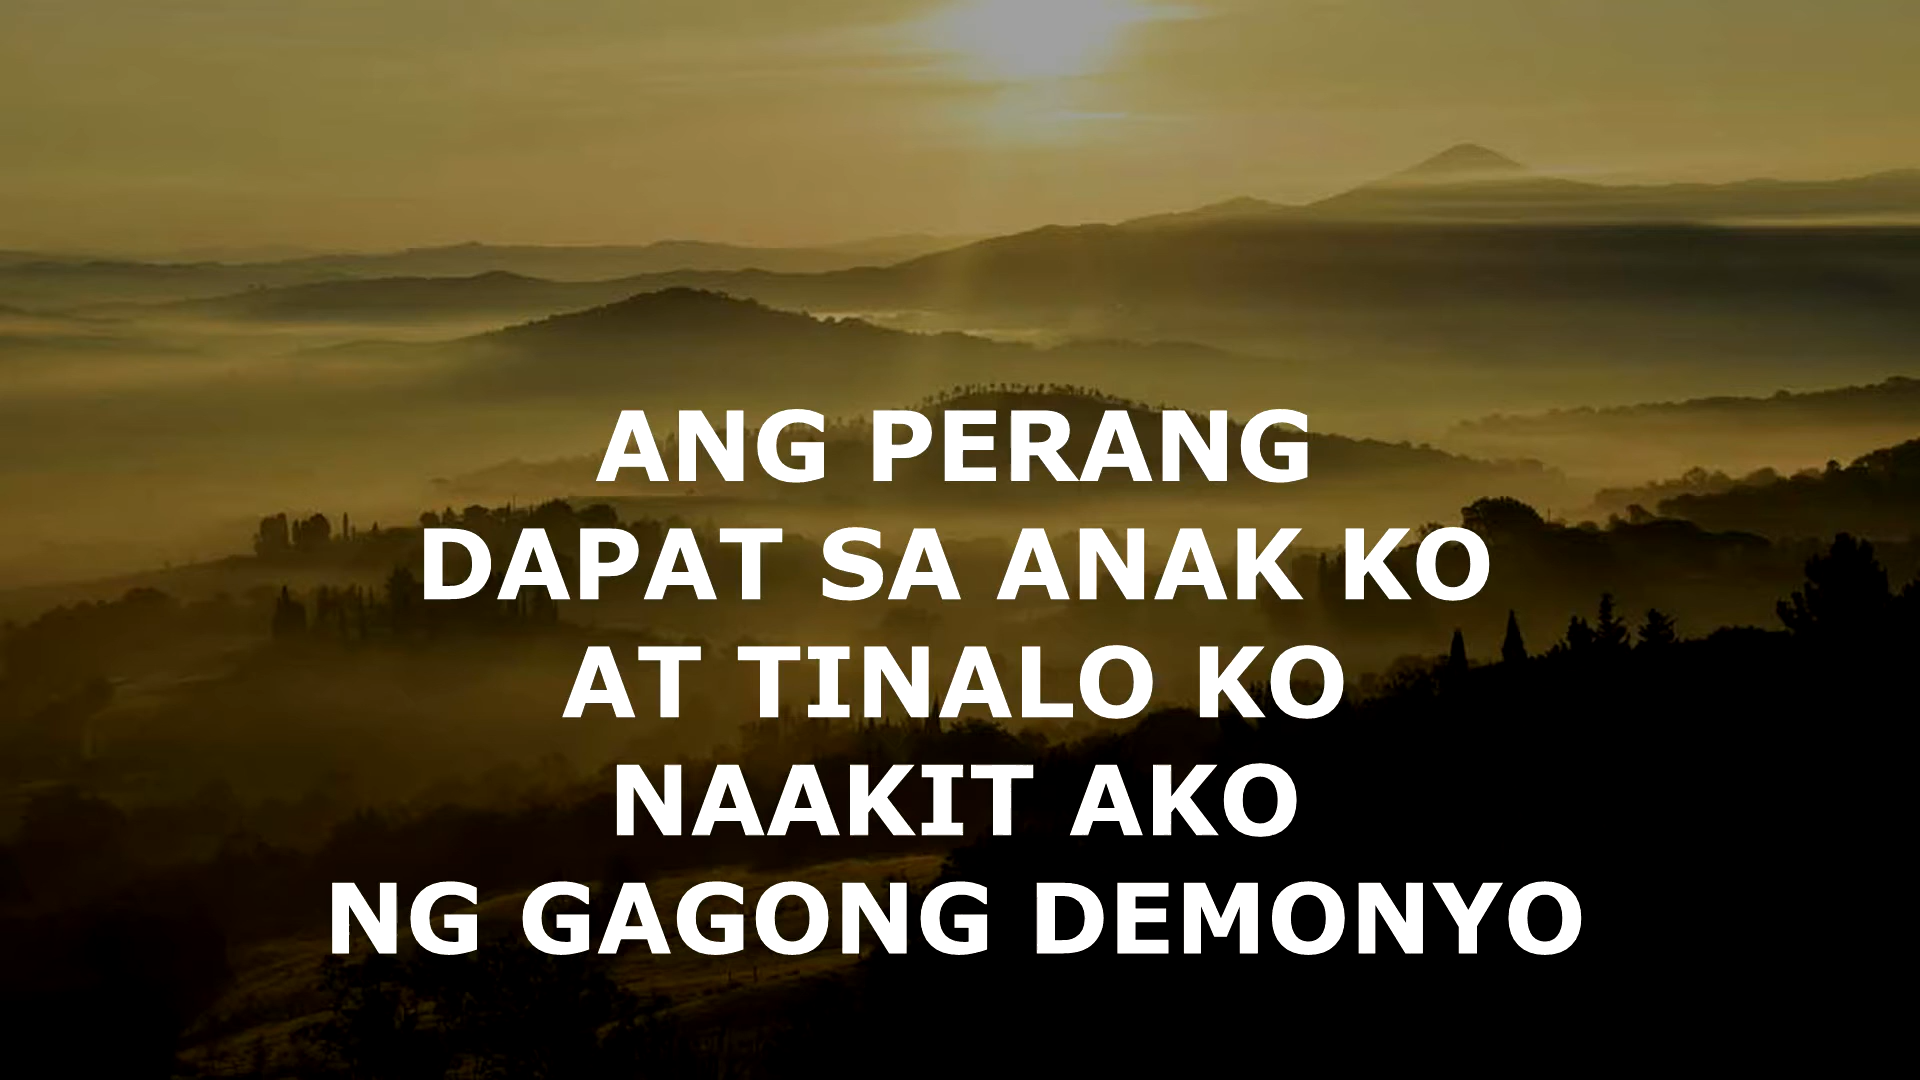 ANG PERANG
DAPAT SA ANAK KO
AT TINALO KO
NAAKIT AKO
NG GAGONG DEMONYO